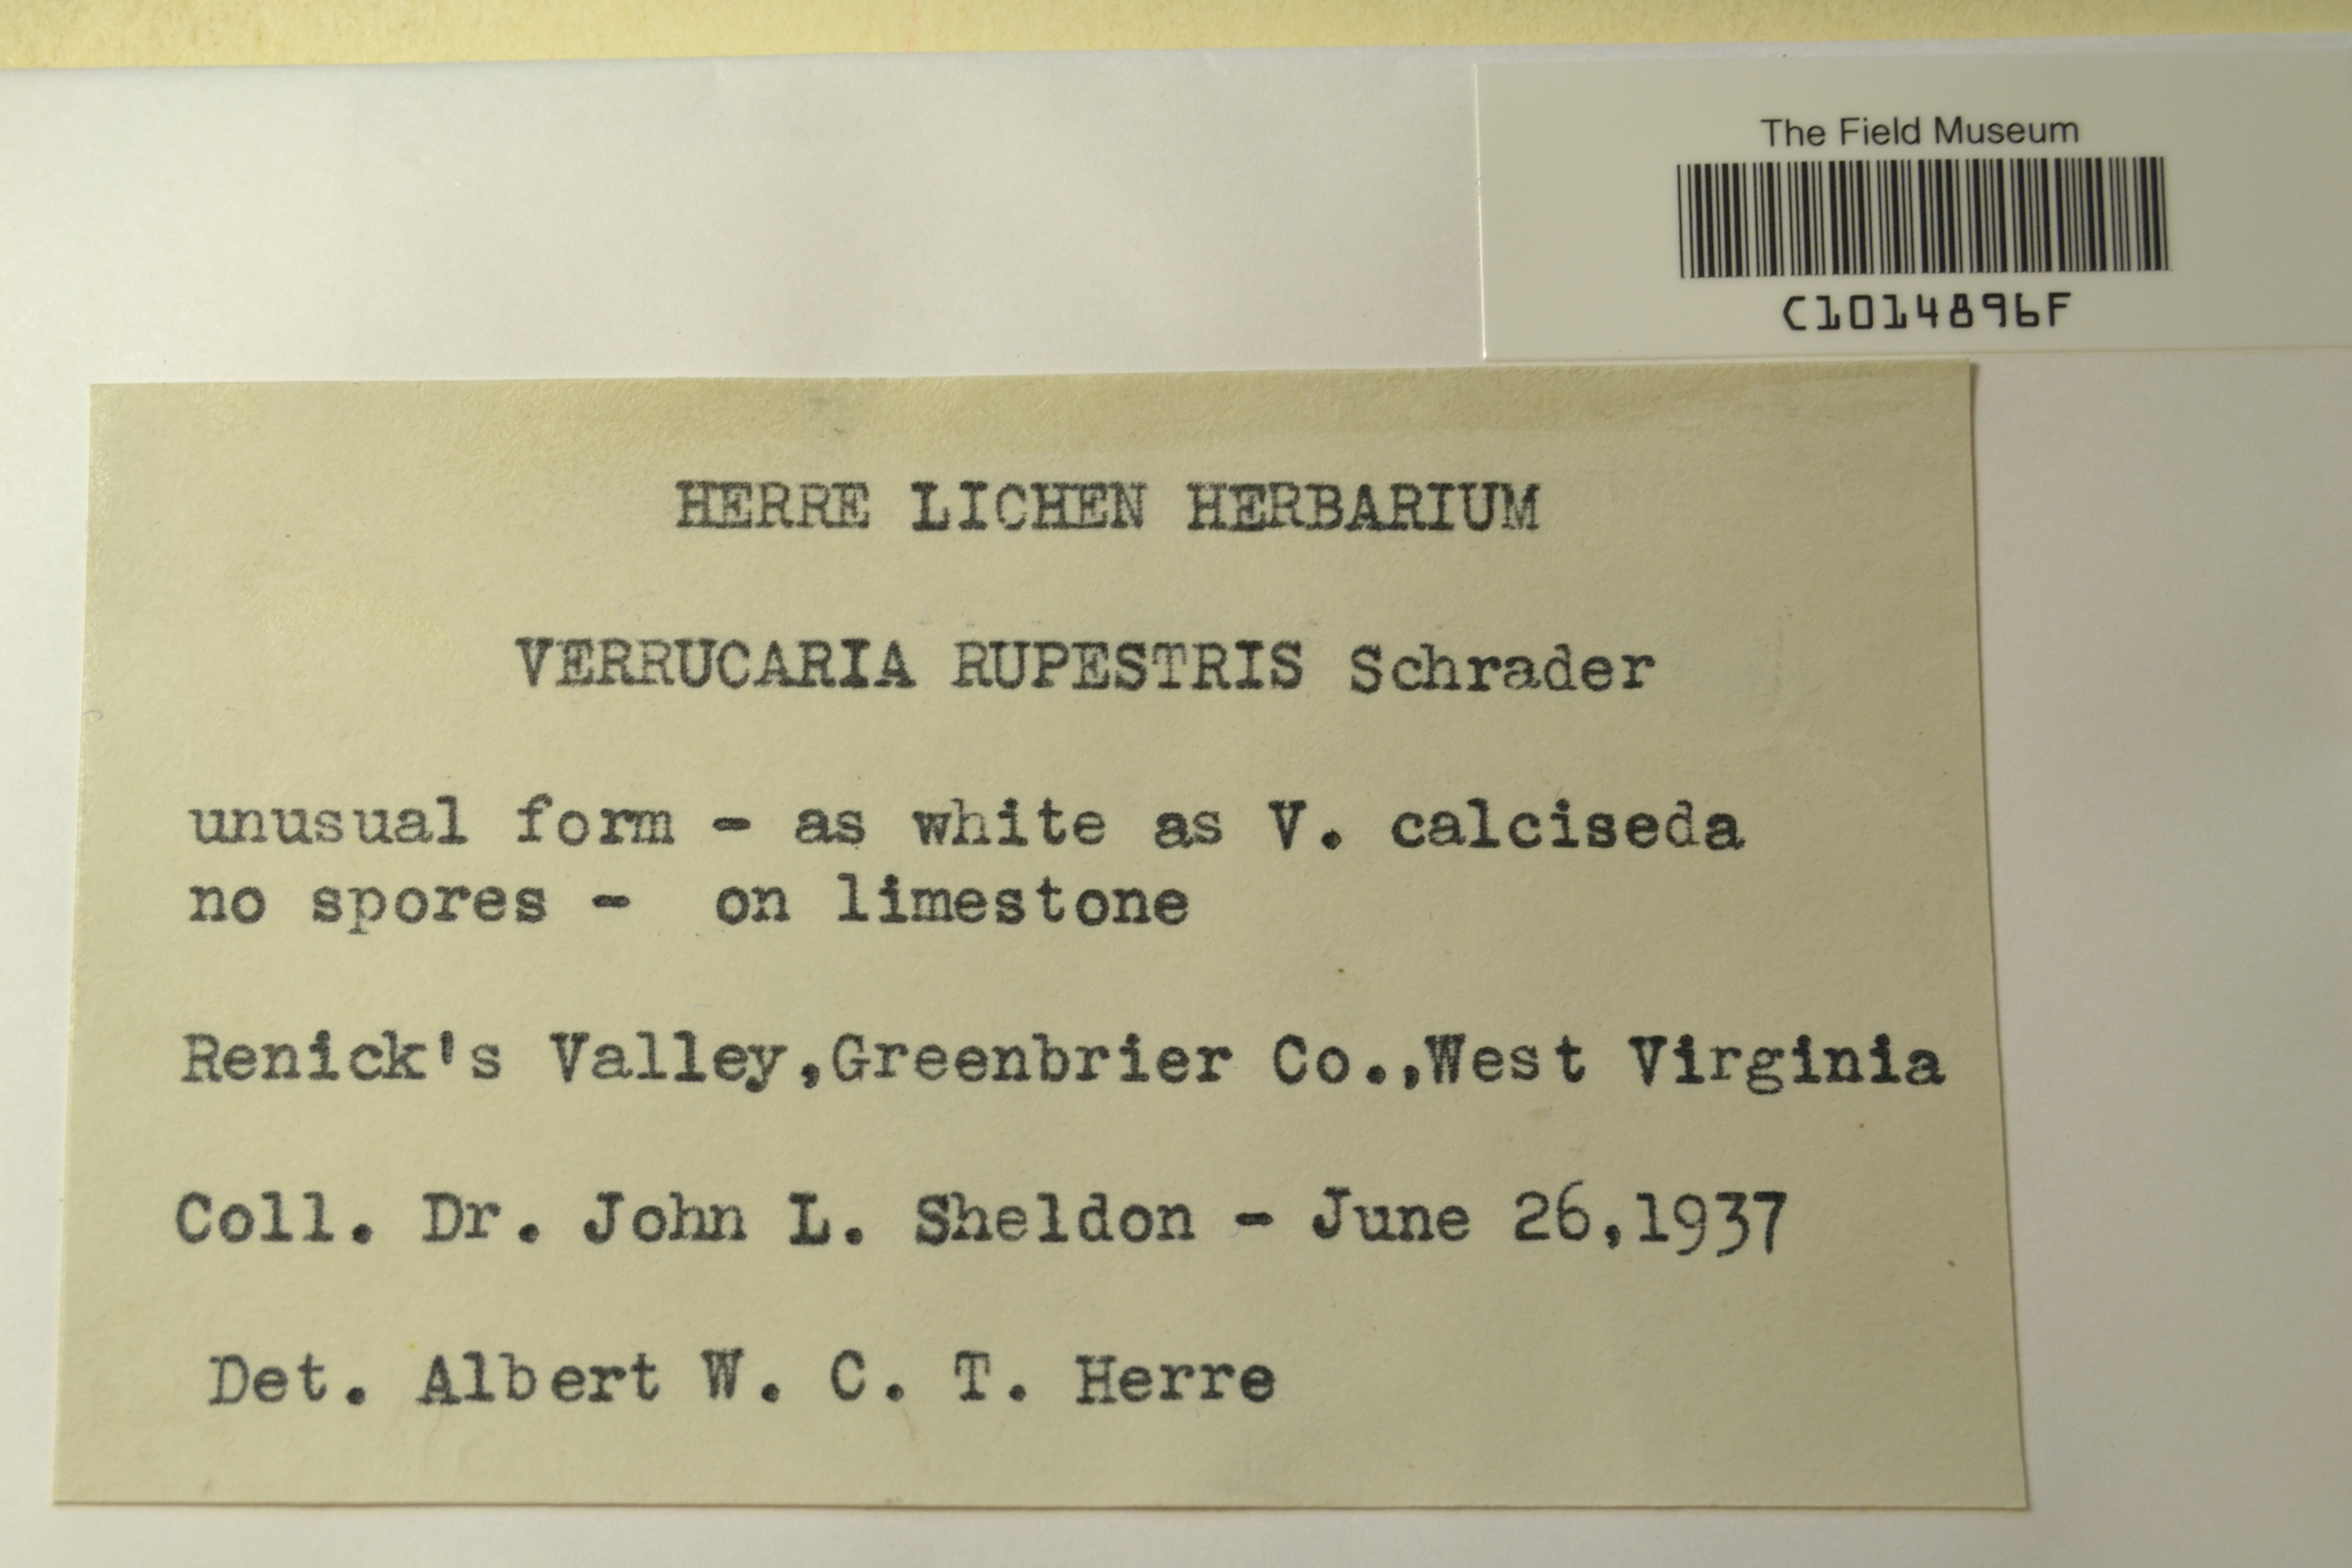 The Field Museum
C1014896F
HERRE LICHEN HERBARIUM
VERRUCARIA RUPESTRIS Schrader
unusual form - as white as V. calciseda
no spores - on limestone
Renick's Valley,Greenbrier Co.,West Virginia
Coll. Dr. John L. Sheldon - June 26,1937
Det. Albert W. C. T. Herre